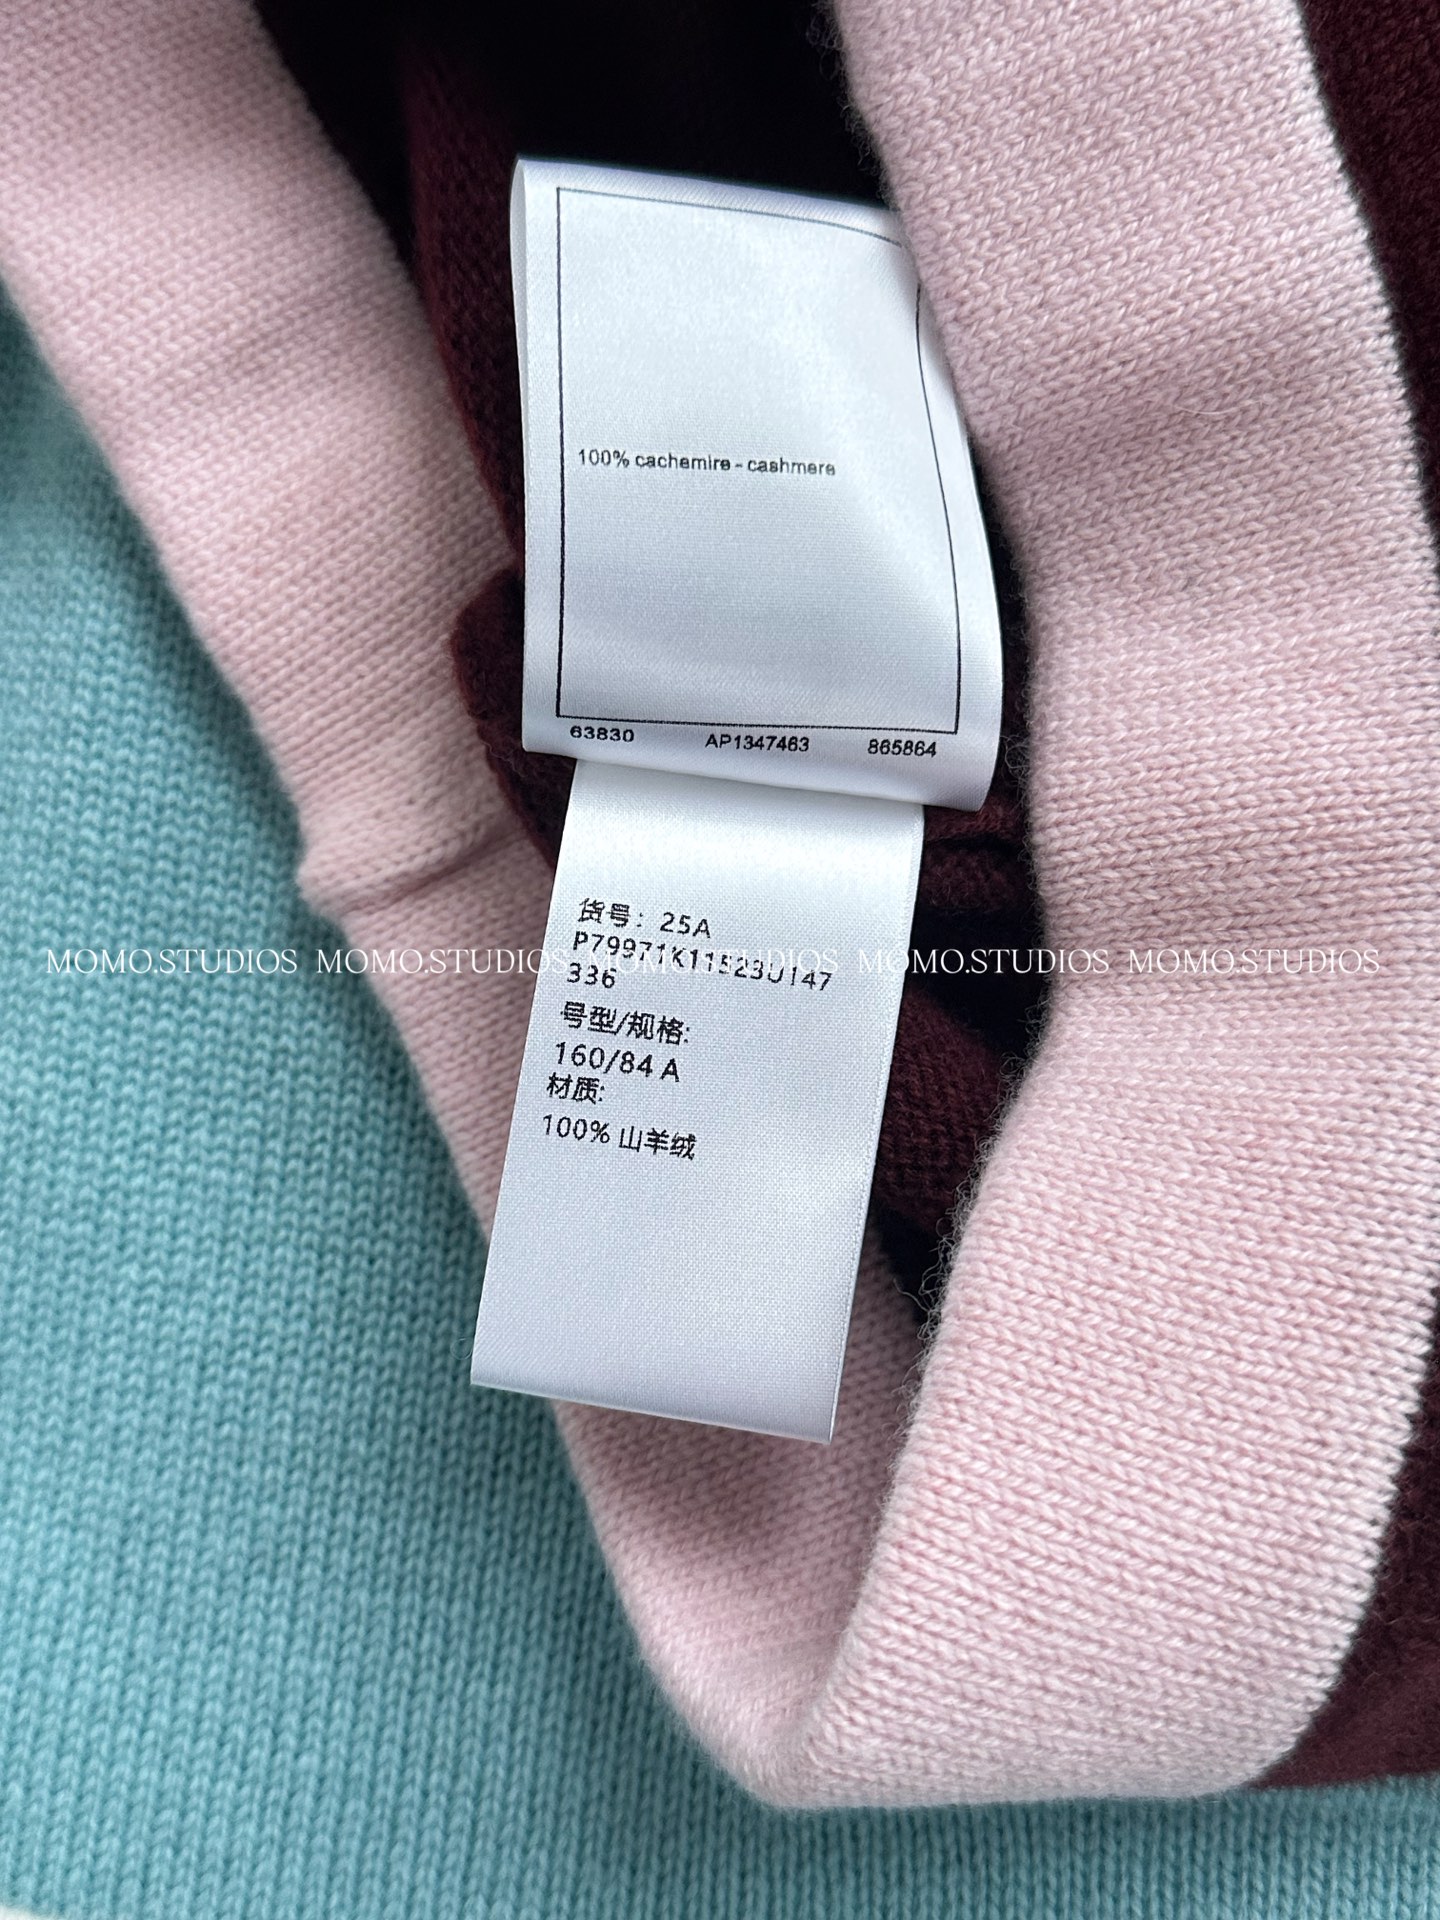 100% cachemire - cashmere
63830 AP1347463 865864
货号: 25A
P79971K11523U147
336
MOMO.STUDIOS MOMO.STUDIOS MOMO.STUDIOS MOMO.STUDIOS MOMO.STUDIOS
号型/规格:
160/84 A
材质:
100% 山羊绒